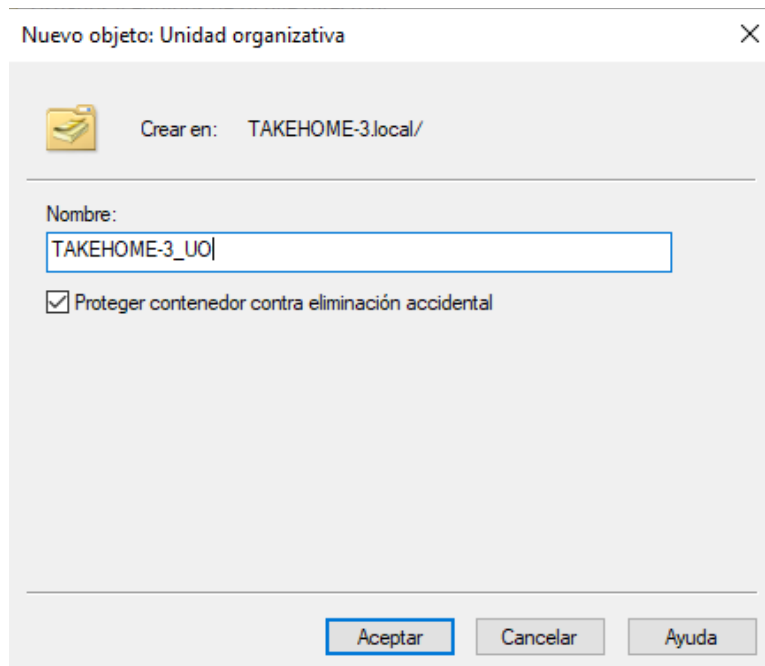 Nuevo objeto: Unidad organizativa
Crear en: TAKEHOME-3.local/
Nombre:
TAKEHOME-3_UO
Proteger contenedor contra eliminación accidental
Aceptar Cancelar Ayuda